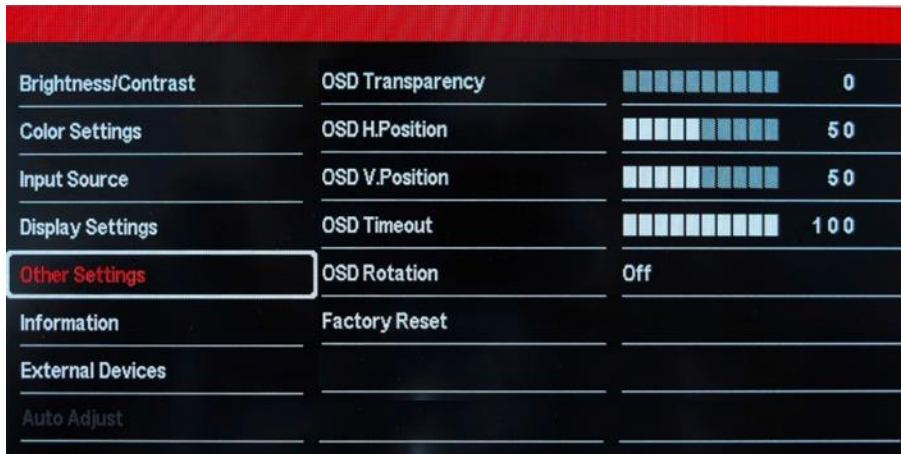 Brightness/Contrast OSD Transparency 0
Color Settings OSD H.Position 50
Input Source OSD V.Position 50
Display Settings OSD Timeout 100
Other Settings OSD Rotation Off
Information Factory Reset
External Devices
Auto Adjust